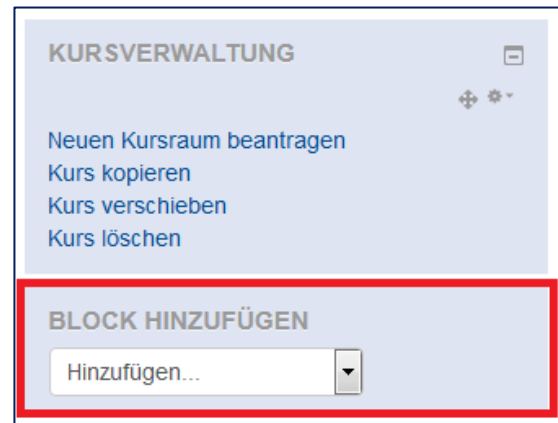 KURSVERWALTUNG
Neuen Kursraum beantragen
Kurs kopieren
Kurs verschieben
Kurs löschen
BLOCK HINZUFÜGEN
Hinzufügen...